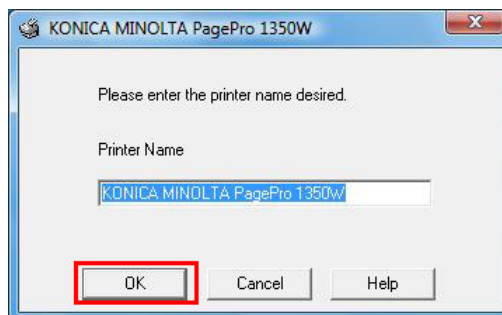 KONICA MINOLTA PagePro 1350W
Please enter the printer name desired.
Printer Name
KONICA MINOLTA PagePro 1350W
OK Cancel Help